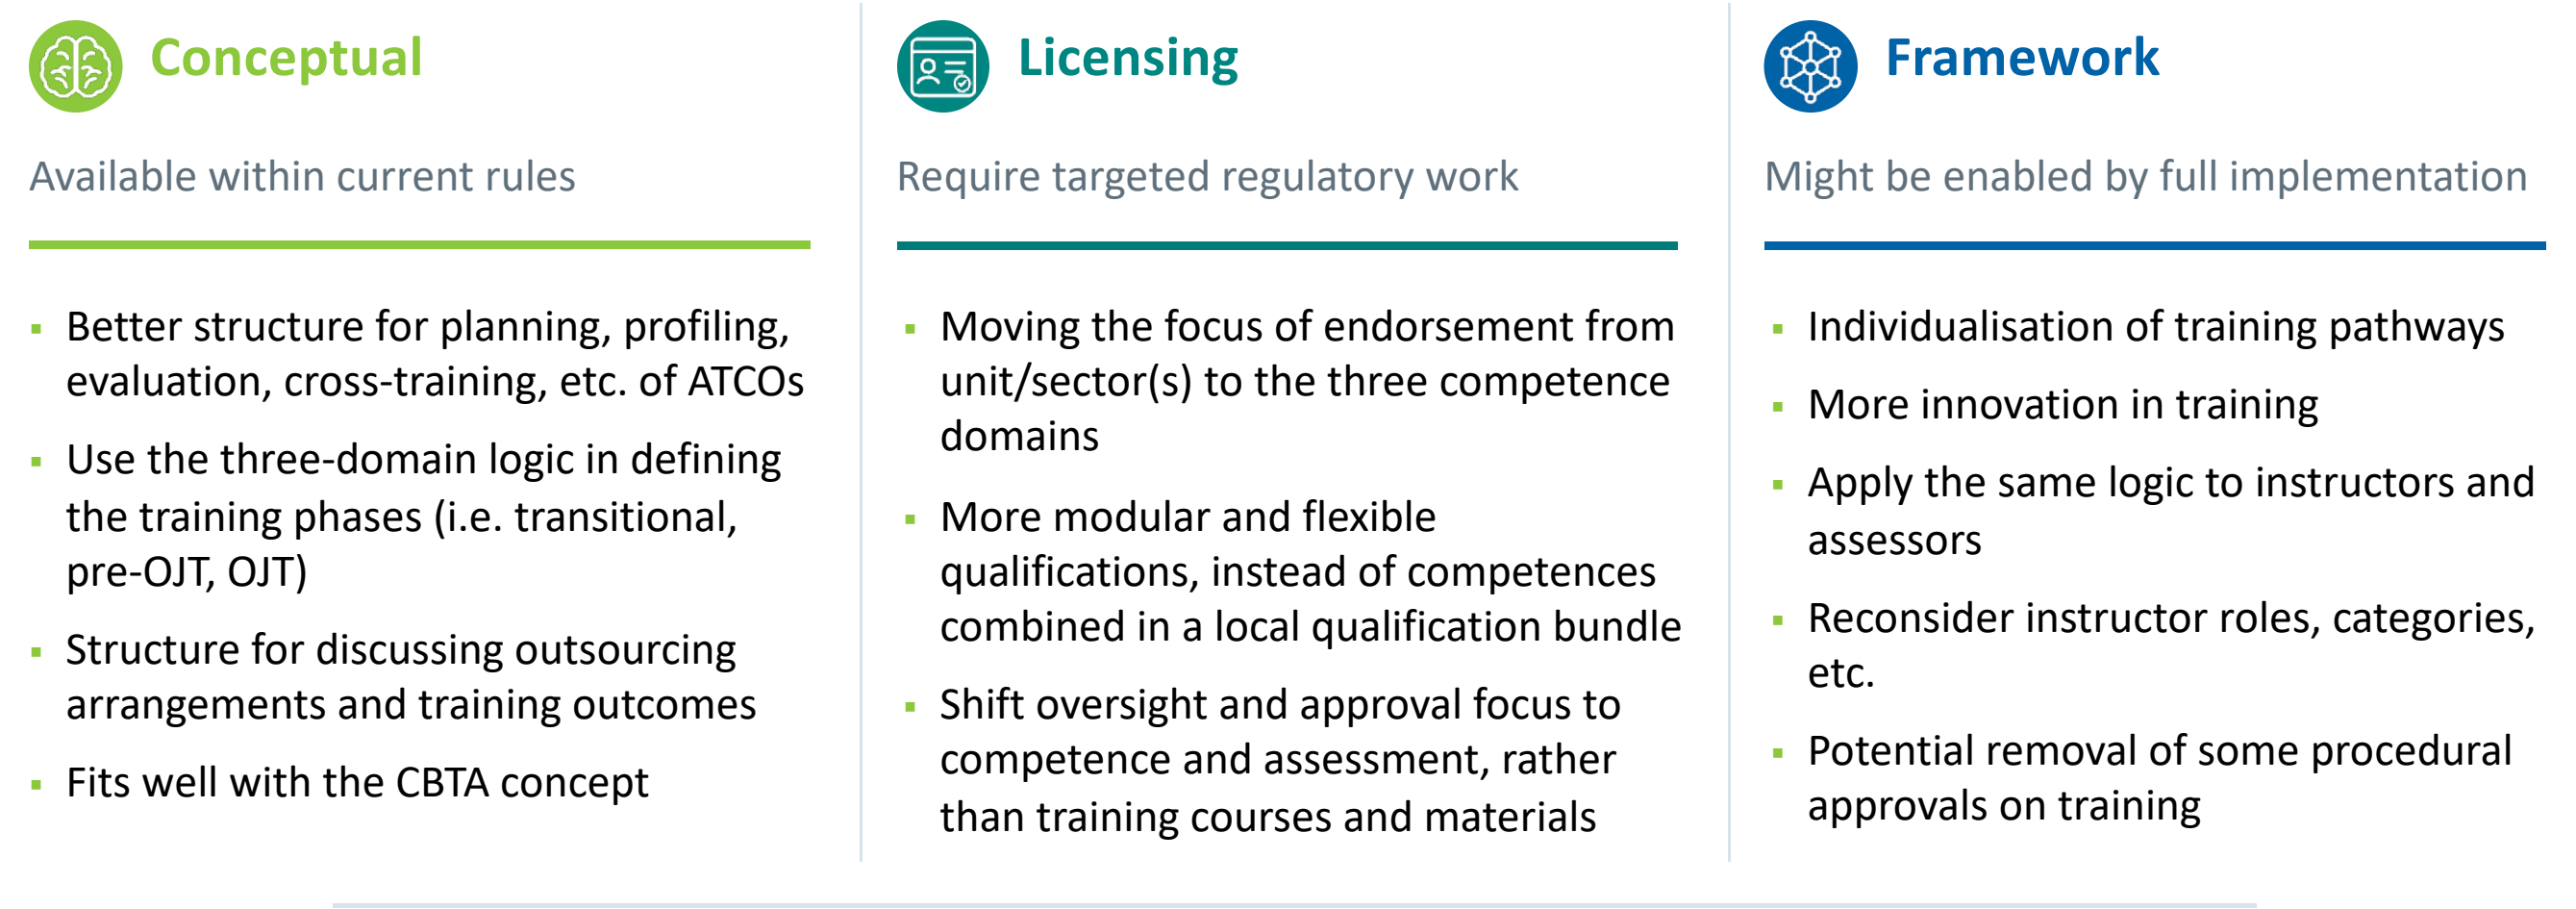 Conceptual
Available within current rules
▪ Better structure for planning, profiling,
evaluation, cross-training, etc. of ATCOs
▪ Use the three-domain logic in defining
the training phases (i.e. transitional,
pre-OJT, OJT)
▪ Structure for discussing outsourcing
arrangements and training outcomes
▪ Fits well with the CBTA concept
Licensing
Require targeted regulatory work
▪ Moving the focus of endorsement from
unit/sector(s) to the three competence
domains
▪ More modular and flexible
qualifications, instead of competences
combined in a local qualification bundle
▪ Shift oversight and approval focus to
competence and assessment, rather
than training courses and materials
Framework
Might be enabled by full implementation
▪ Individualisation of training pathways
▪ More innovation in training
▪ Apply the same logic to instructors and
assessors
▪ Reconsider instructor roles, categories,
etc.
▪ Potential removal of some procedural
approvals on training